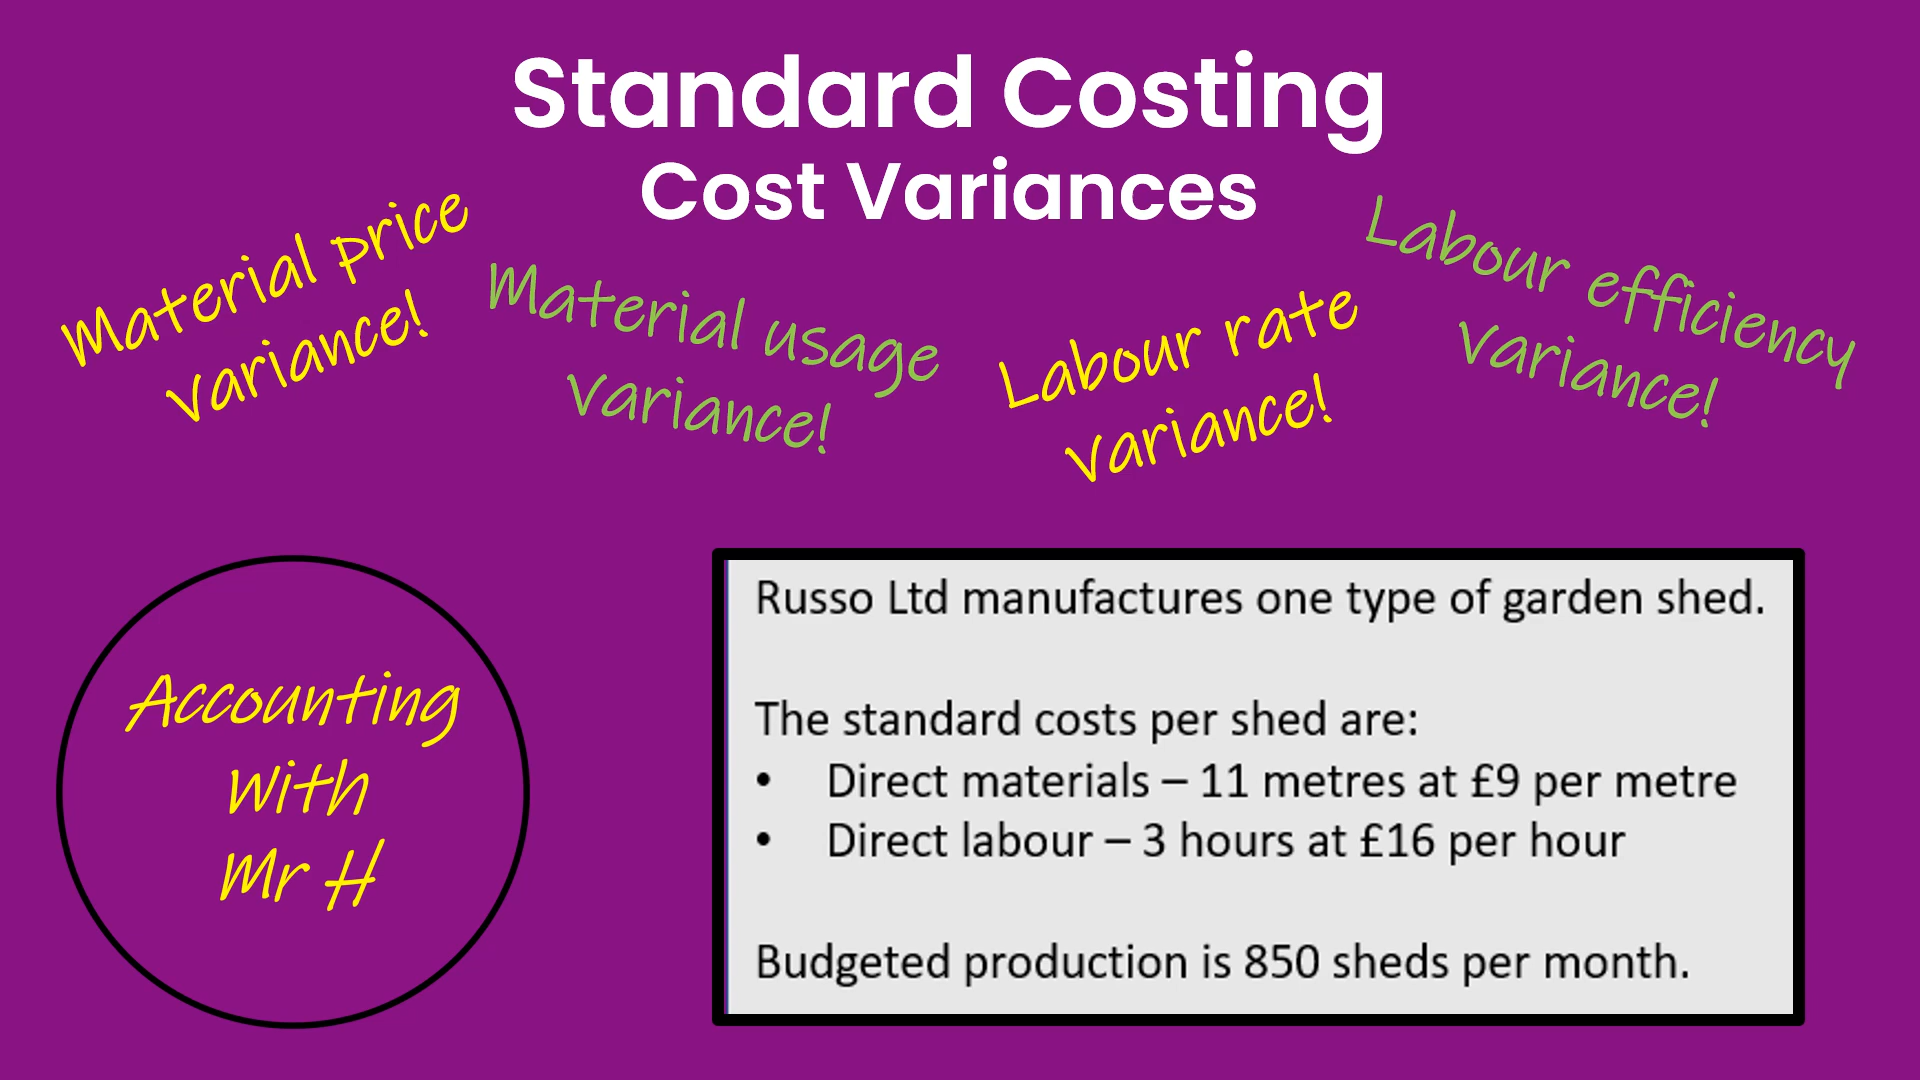 Standard Costing
Cost Variances
Material price
variance!
Material usage
variance!
Labour rate
variance!
Labour efficiency
variance!
Accounting
with
Mr H
Russo Ltd manufactures one type of garden shed.
The standard costs per shed are:
• Direct materials – 11 metres at £9 per metre
• Direct labour – 3 hours at £16 per hour
Budgeted production is 850 sheds per month.